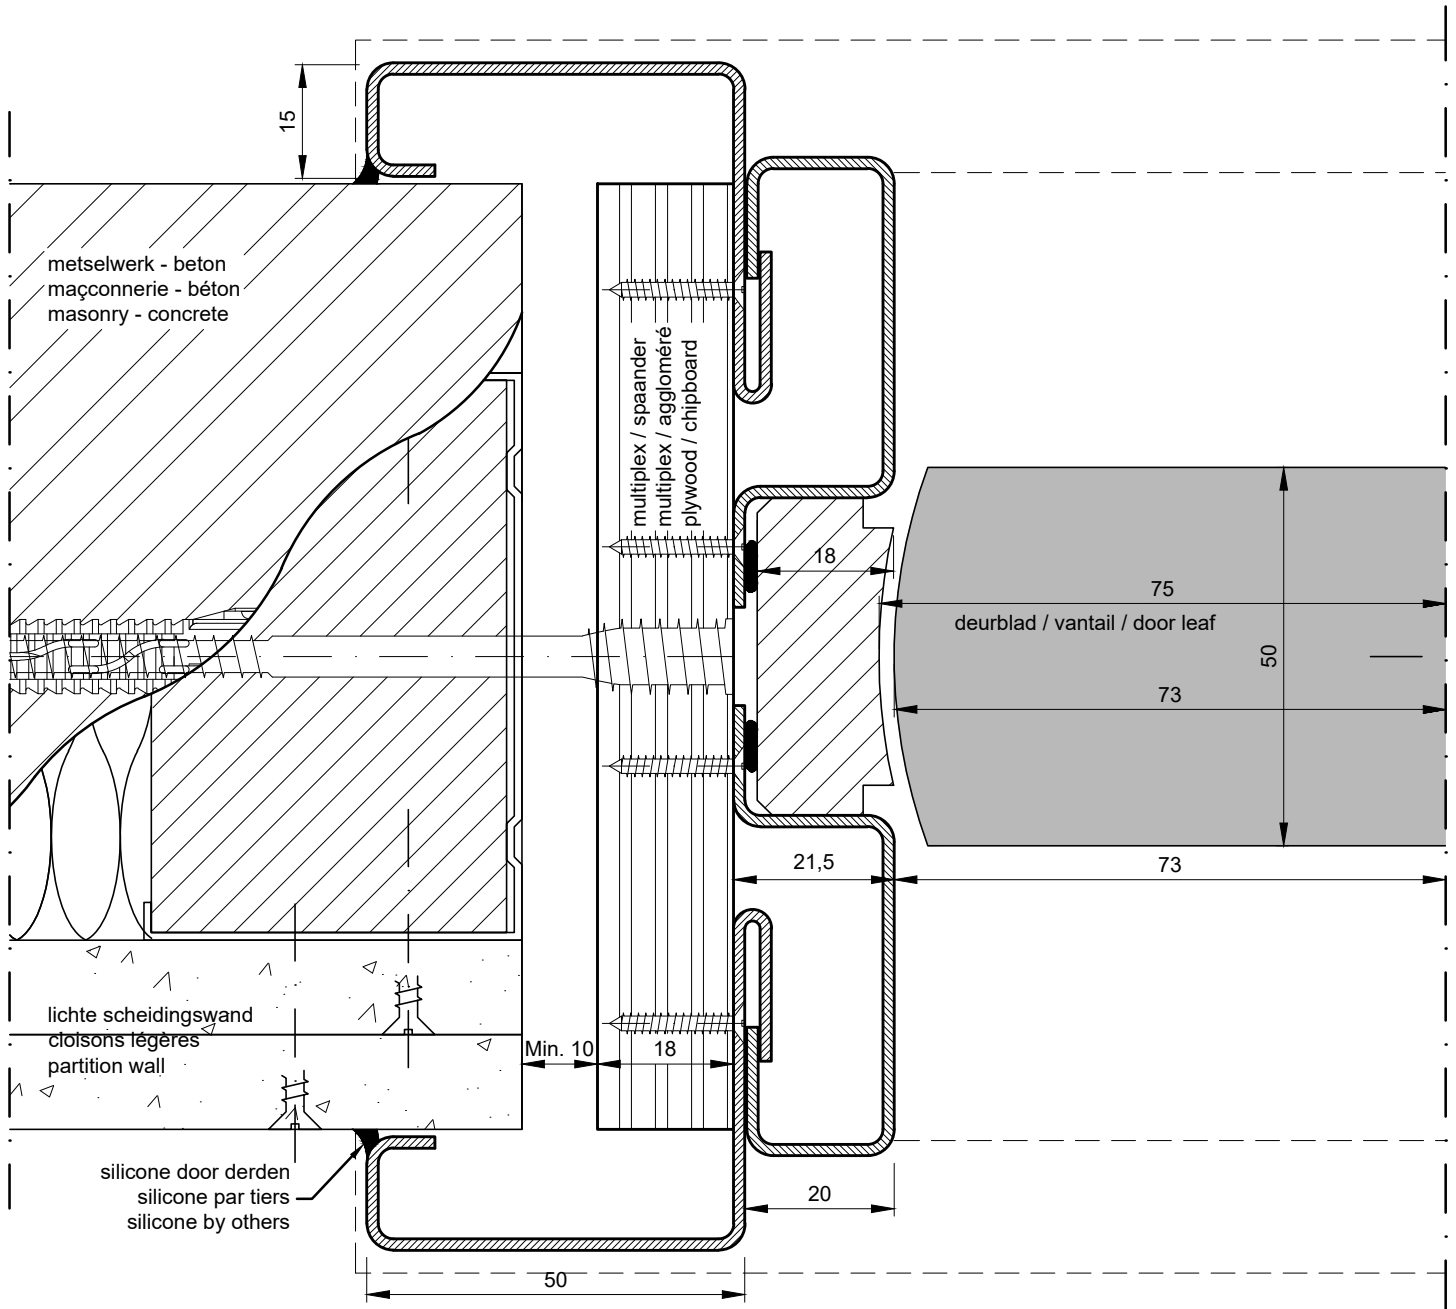 15
metselwerk - beton
maçconnerie - béton
masonry - concrete
multiplex / spaander
multiplex / aggloméré
plywood / chipboard
18
75
deurblad / vantail / door leaf
50
73
21,5
73
lichte scheidingswand
cloisons légères
partition wall
Min. 10
18
silicone door derden
silicone par tiers
silicone by others
20
50